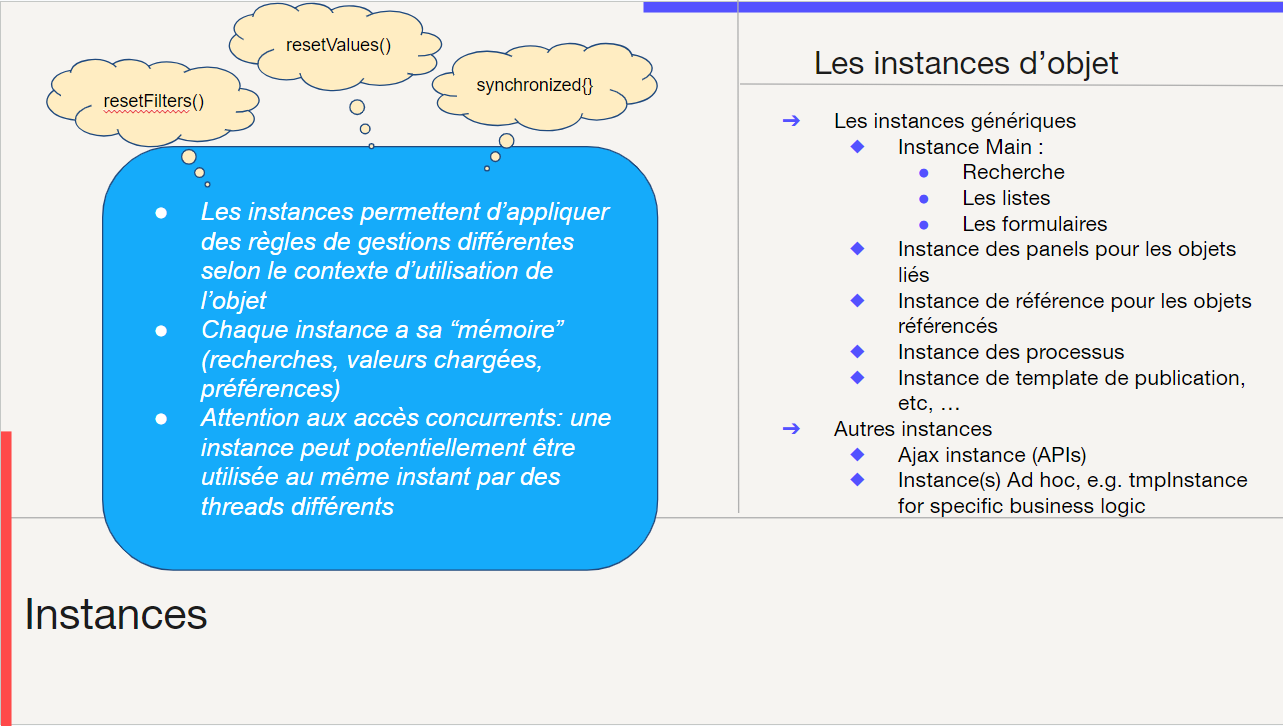 resetValues()
resetFilters()
synchronized{}
Les instances permettent d’appliquer
des règles de gestions différentes
selon le contexte d’utilisation de
l’objet
Chaque instance a sa “mémoire”
(recherches, valeurs chargées,
préférences)
Attention aux accès concurrents: une
instance peut potentiellement être
utilisée au même instant par des
threads différents
Instances
Les instances d’objet
Les instances génériques
Instance Main :
Recherche
Les listes
Les formulaires
Instance des panels pour les objets
liés
Instance de référence pour les objets
référencés
Instance des processus
Instance de template de publication,
etc, …
Autres instances
Ajax instance (APIs)
Instance(s) Ad hoc, e.g. tmpInstance
for specific business logic